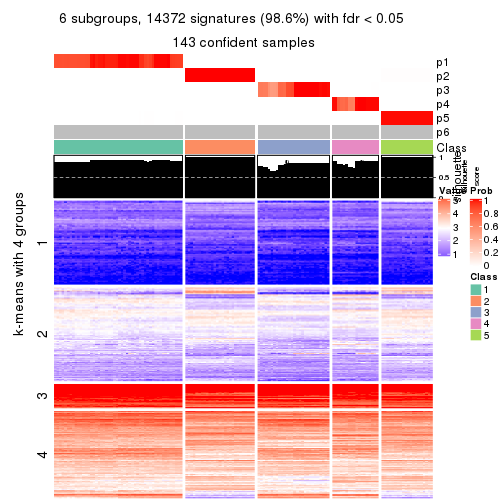 6 subgroups, 14372 signatures (98.6%) with fdr < 0.05
143 confident samples
p1
p2
p3
p4
p5
p6
Class
1
0.5
0
Silhouette
score
k-means with 4 groups
1
2
3
4
Value
5
4
3
2
1
Prob
1
0.8
0.6
0.4
0.2
0
Class
1
2
3
4
5